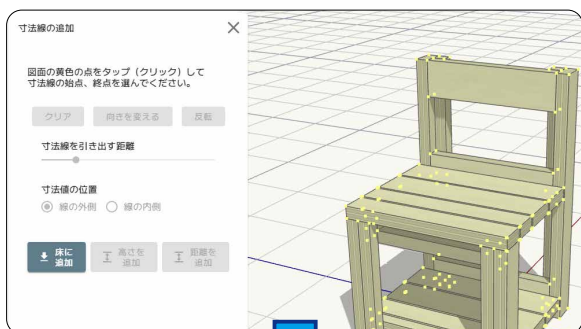 寸法線の追加
図面の黄色の点をタップ（クリック）して
寸法線の始点、終点を選んでください。
クリア 向きを変える 反転
寸法線を引き出す距離
寸法値の位置
線の外側 線の内側
床に 高さを 距離を
追加 追加 追加